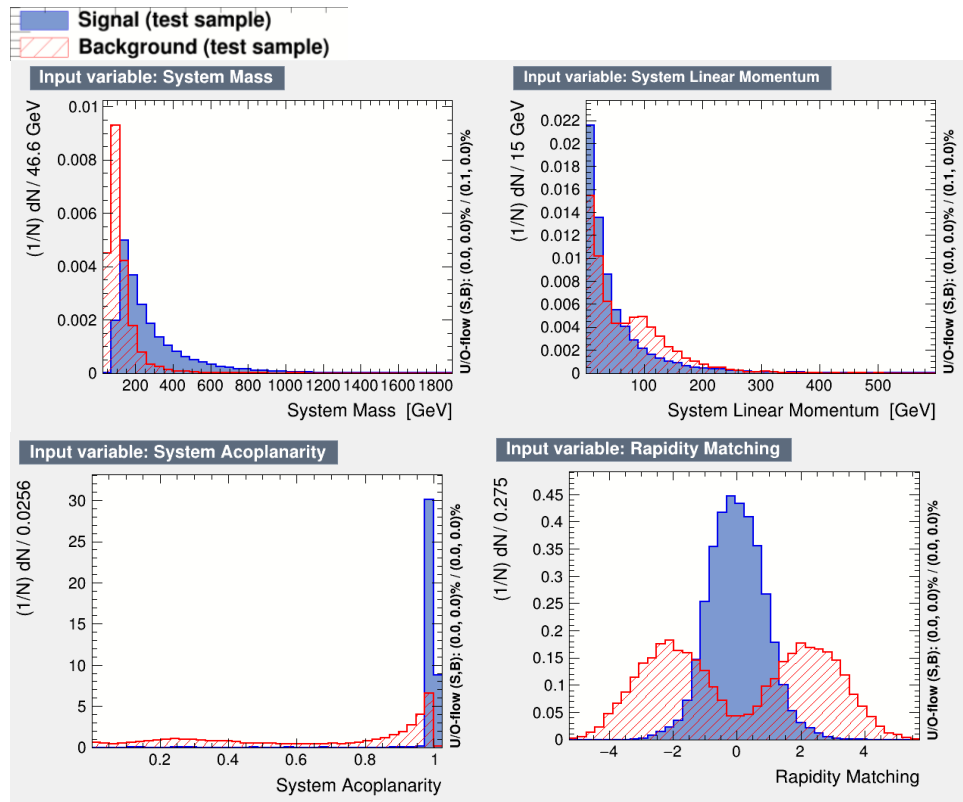 Signal (test sample)
Background (test sample)
Input variable: System Mass
(1/N) dN / 46.6 GeV
0.01
0.008
0.006
0.004
0.002
0
200 400 600 800 1000 1200 1400 1600 1800
System Mass [GeV]
U/O-flow (S,B): (0.0, 0.0)% / (0.1, 0.0)%
Input variable: System Linear Momentum
(1/N) dN / 15 GeV
0.022
0.02
0.018
0.016
0.014
0.012
0.01
0.008
0.006
0.004
0.002
0
100 200 300 400 500
System Linear Momentum [GeV]
U/O-flow (S,B): (0.0, 0.0)% / (0.1, 0.0)%
Input variable: System Acoplanarity
(1/N) dN / 0.0256
30
25
20
15
10
5
0
0.2 0.4 0.6 0.8 1
System Acoplanarity
U/O-flow (S,B): (0.0, 0.0)% / (0.0, 0.0)%
Input variable: Rapidity Matching
(1/N) dN / 0.275
0.45
0.4
0.35
0.3
0.25
0.2
0.15
0.1
0.05
0
−4 −2 0 2 4
Rapidity Matching
U/O-flow (S,B): (0.0, 0.0)% / (0.0, 0.0)%